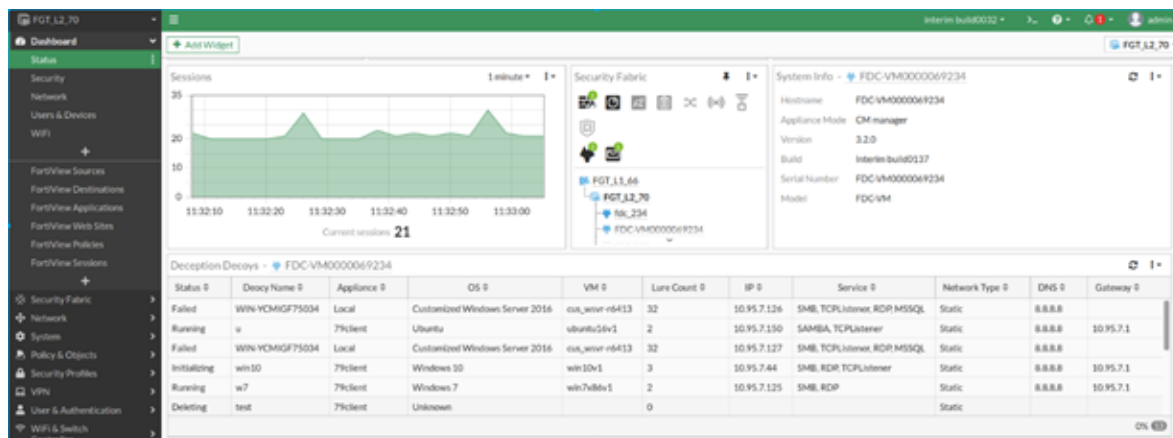 FGT_L2_70
interim build0032
admin
Dashboard
Status
Security
Network
Users & Devices
WiFi
FortiView Sources
FortiView Destinations
FortiView Applications
FortiView Web Sites
FortiView Policies
FortiView Sessions
Security Fabric
Network
System
Policy & Objects
Security Profiles
VPN
User & Authentication
WiFi & Switch
Add Widget
FGT_L2_70
Sessions
1 minute
35
20
10
0
11:32:10 11:32:20 11:32:30 11:32:40 11:32:50 11:33:00
Current sessions 21
Security Fabric
FGT_L1_66
FGT_L2_70
fdc_234
FDC-VM0000069234
System Info - FDC-VM0000069234
Hostname FDC-VM0000069234
Appliance Mode CM manager
Version 3.2.0
Build Interim build0137
Serial Number FDC-VM0000069234
Model FDC-VM
Deception Decoys - FDC-VM0000069234
Status Deocy Name Appliance OS VM Lure Count IP Service Network Type DNS Gateway
Failed WIN-YCMIGF75034 Local Customized Windows Server 2016 cus_wsvr-n6413 32 10.95.7.126 SMB, TCPListener, RDP, MSSQL Static 8.8.8.8
Running u 79client Ubuntu ubuntu16v1 2 10.95.7.150 SAMBA, TCPListener Static 8.8.8.8 10.95.7.1
Failed WIN-YCMIGF75034 Local Customized Windows Server 2016 cus_wsvr-n6413 32 10.95.7.127 SMB, TCPListener, RDP, MSSQL Static 8.8.8.8
Initializing win10 79client Windows 10 win10v1 3 10.95.7.44 SMB, RDP, TCPListener Static 8.8.8.8 10.95.7.1
Running w7 79client Windows 7 win7x86v1 2 10.95.7.125 SMB, RDP Static 8.8.8.8 10.95.7.1
Deleting test 79client Unknown 0 Static
0%